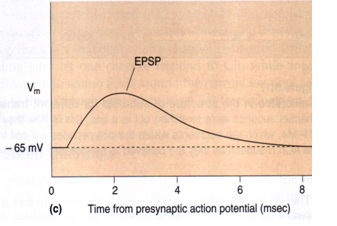 EPSP
Vm
– 65 mV
0 2 4 6 8
(c) Time from presynaptic action potential (msec)